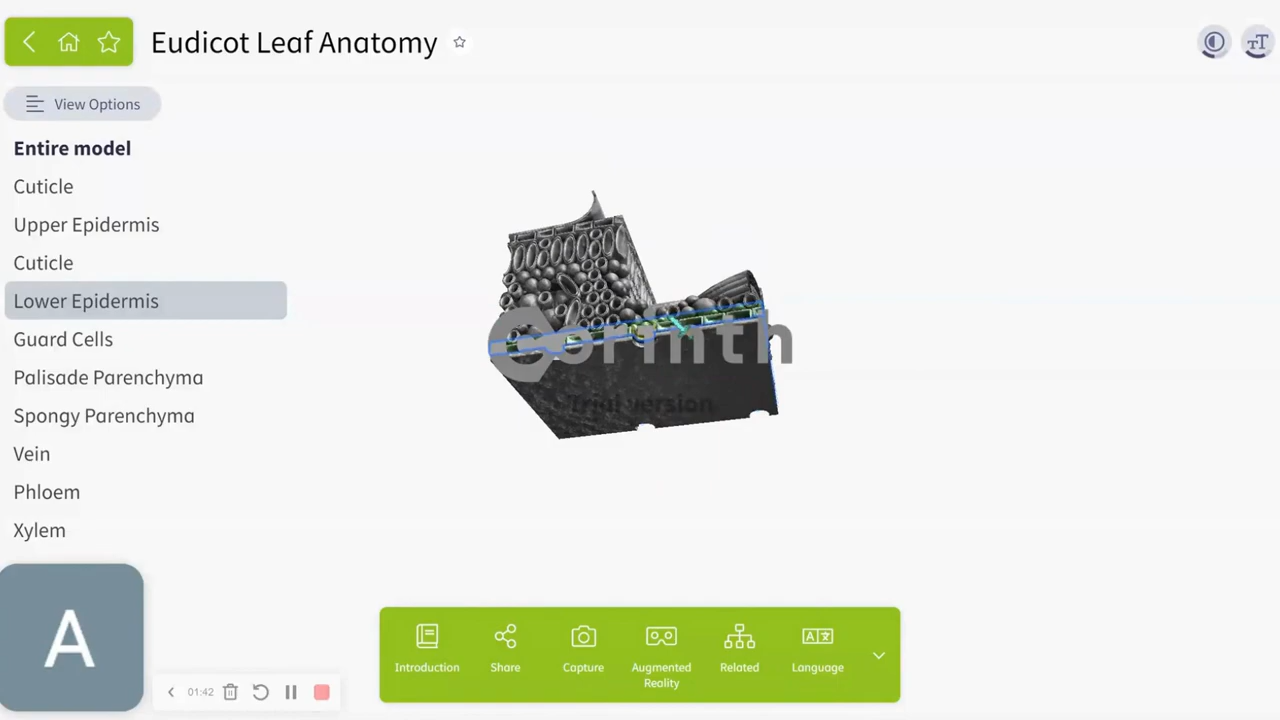 Eudicot Leaf Anatomy
TT
View Options
Entire model
Cuticle
Upper Epidermis
Cuticle
Lower Epidermis
Guard Cells
Palisade Parenchyma
Spongy Parenchyma
Vein
Phloem
Xylem
Corinth
Trial version
A
01:42
Introduction
Share
Capture
Augmented
Reality
Related
Language